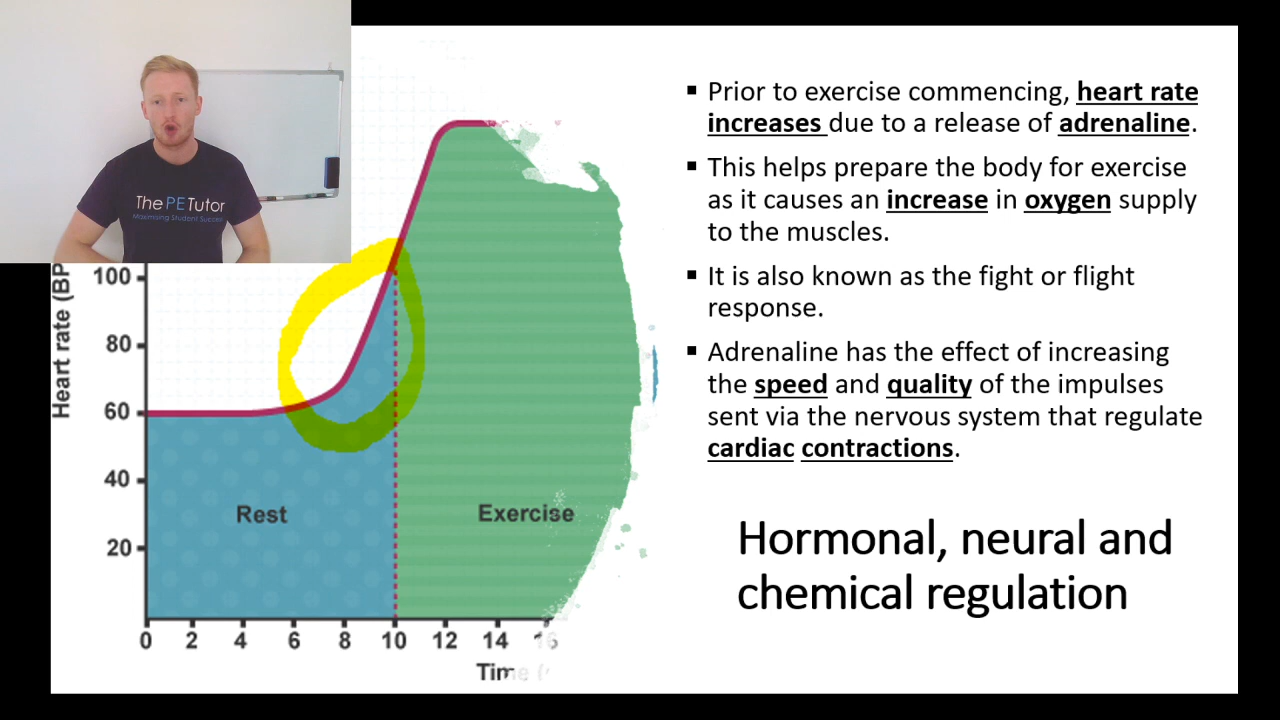 The PE Tutor
Maximising Student Success
▪ Prior to exercise commencing, heart rate
increases due to a release of adrenaline.
▪ This helps prepare the body for exercise
as it causes an increase in oxygen supply
to the muscles.
▪ It is also known as the fight or flight
response.
▪ Adrenaline has the effect of increasing
the speed and quality of the impulses
sent via the nervous system that regulate
cardiac contractions.
Hormonal, neural and
chemical regulation
Heart rate (BP
100
80
60
40
20
Rest
Exercise
0 2 4 6 8 10 12 14 16
Time (